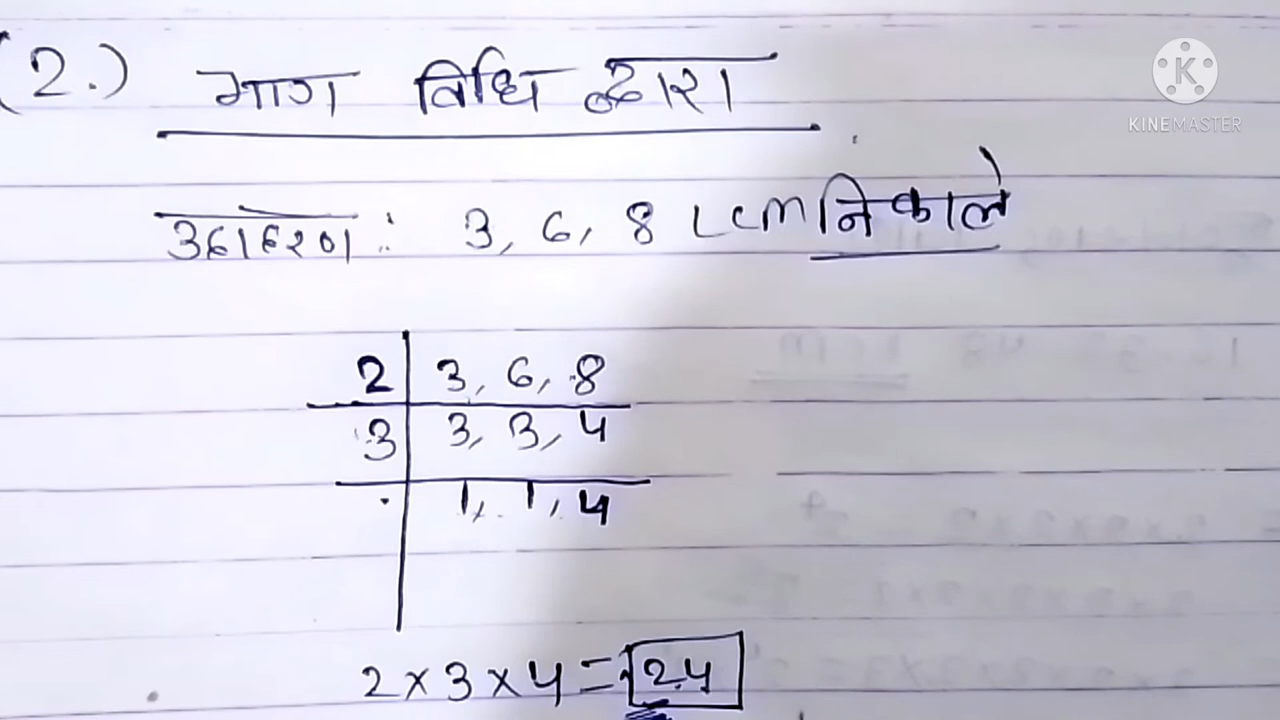 (2.) भाग विधि द्वारा
K
KINEMASTER
उदाहरण : 3, 6, 8 LCM निकाले
2 | 3, 6, 8
3 | 3, 3, 4
1, 1, 4
2 × 3 × 4 = 24